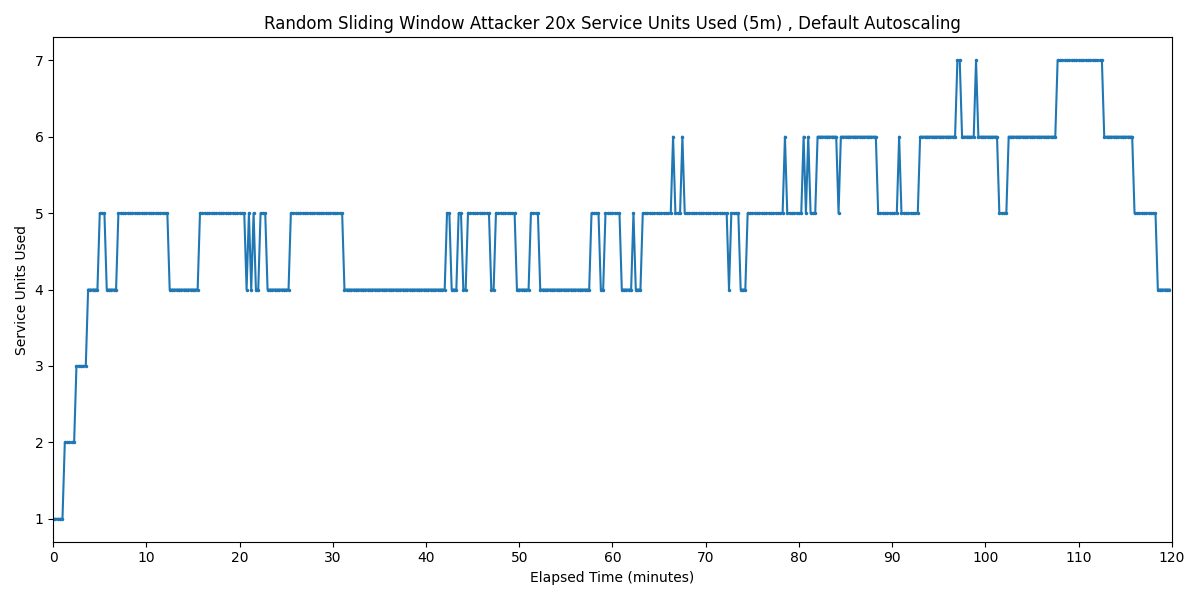 Random Sliding Window Attacker 20x Service Units Used (5m) , Default Autoscaling
Service Units Used
7
6
5
4
3
2
1
0 10 20 30 40 50 60 70 80 90 100 110 120
Elapsed Time (minutes)